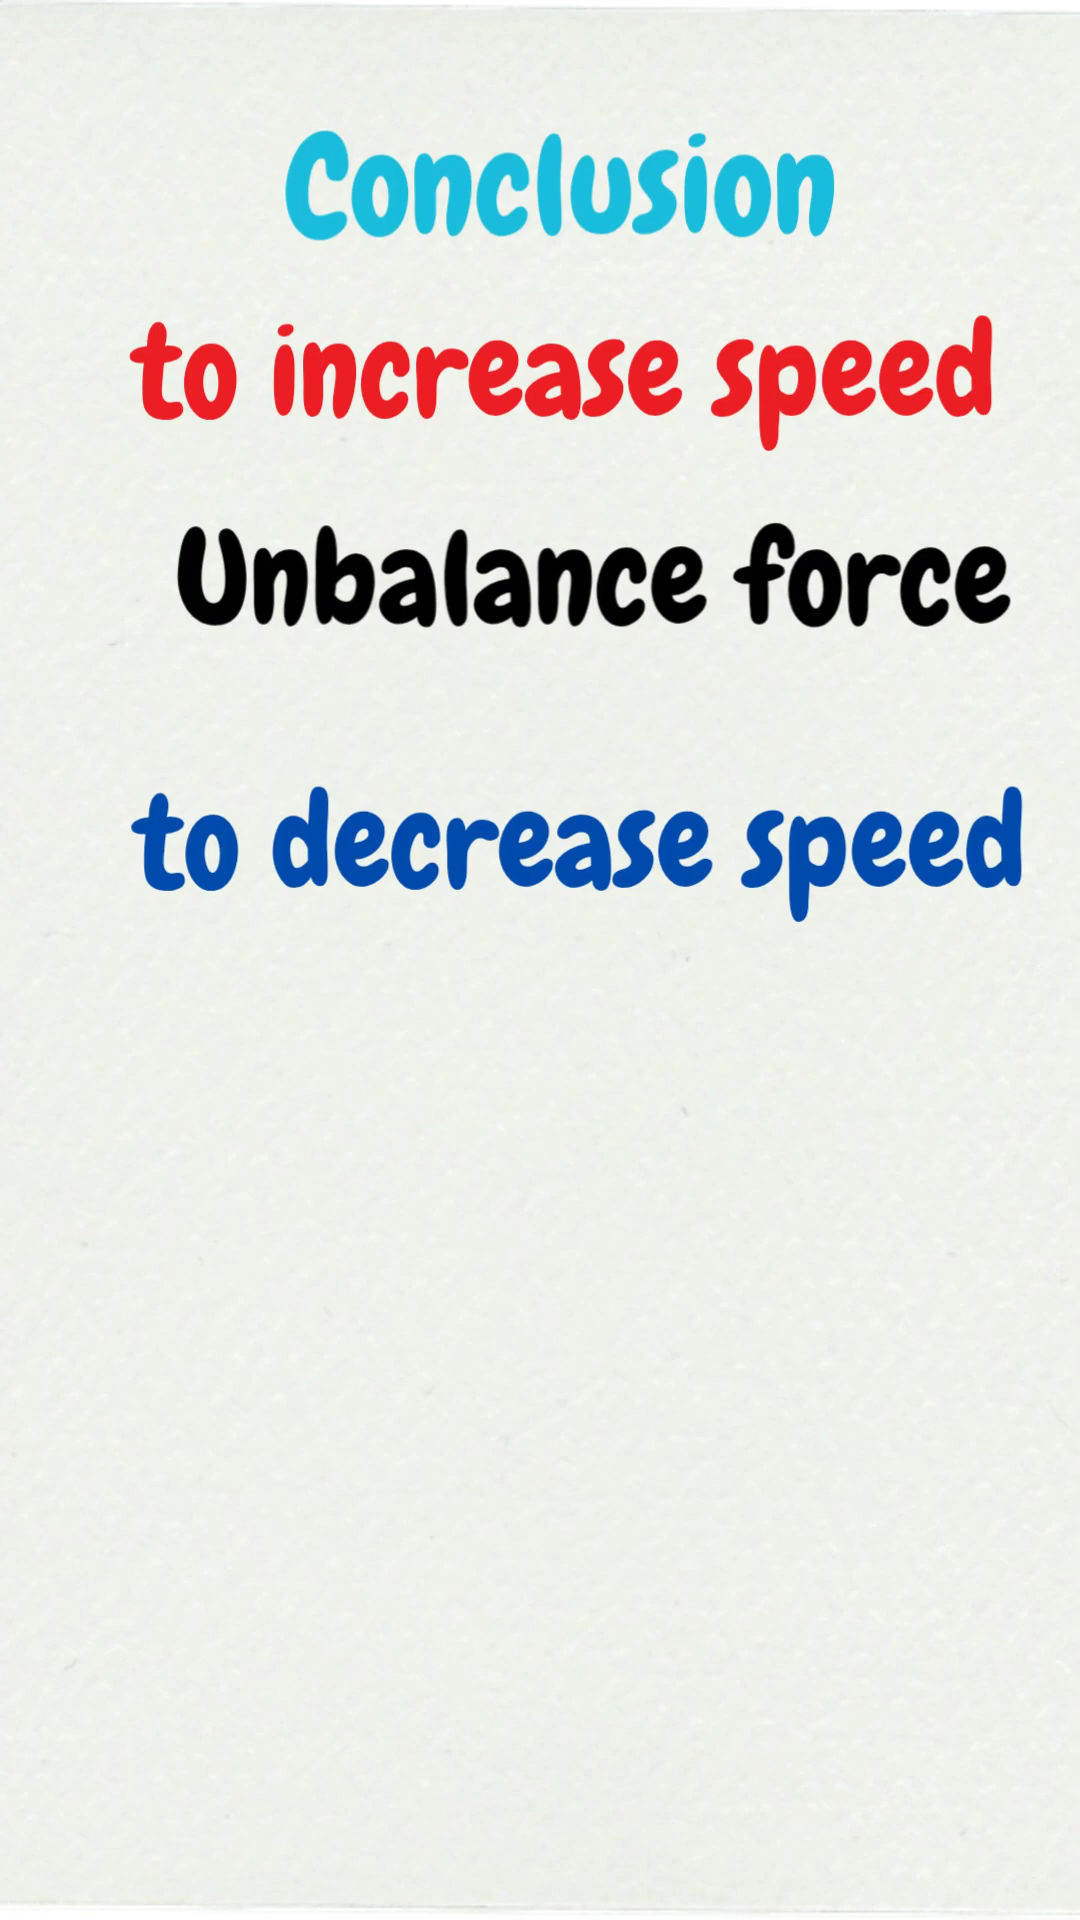 Conclusion
to increase speed
Unbalance force
to decrease speed